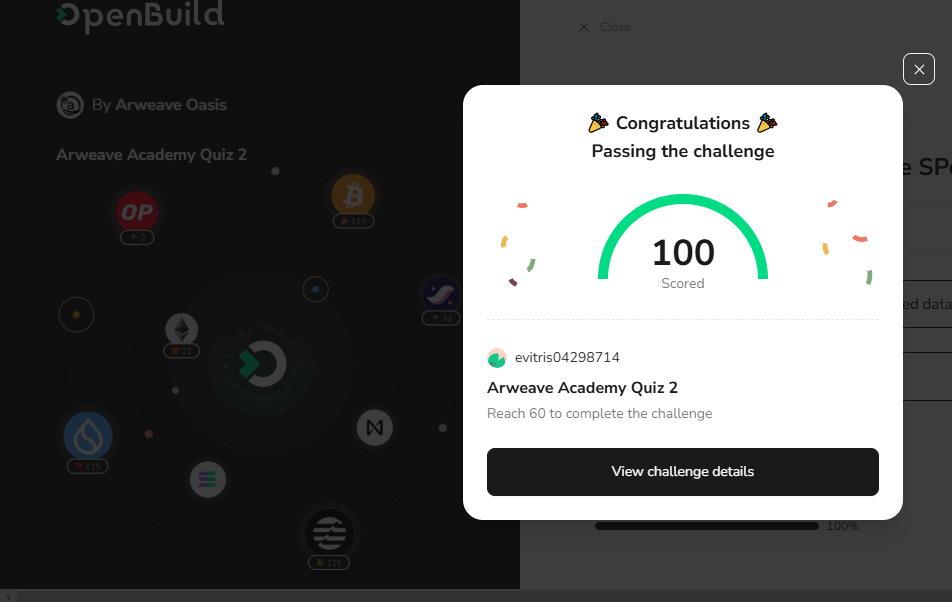 OpenBuild
Close
By Arweave Oasis
Arweave Academy Quiz 2
OP
2
115
32
22
115
115
Congratulations
Passing the challenge
100
Scored
evitris04298714
Arweave Academy Quiz 2
Reach 60 to complete the challenge
View challenge details
e SP
ed data
100%